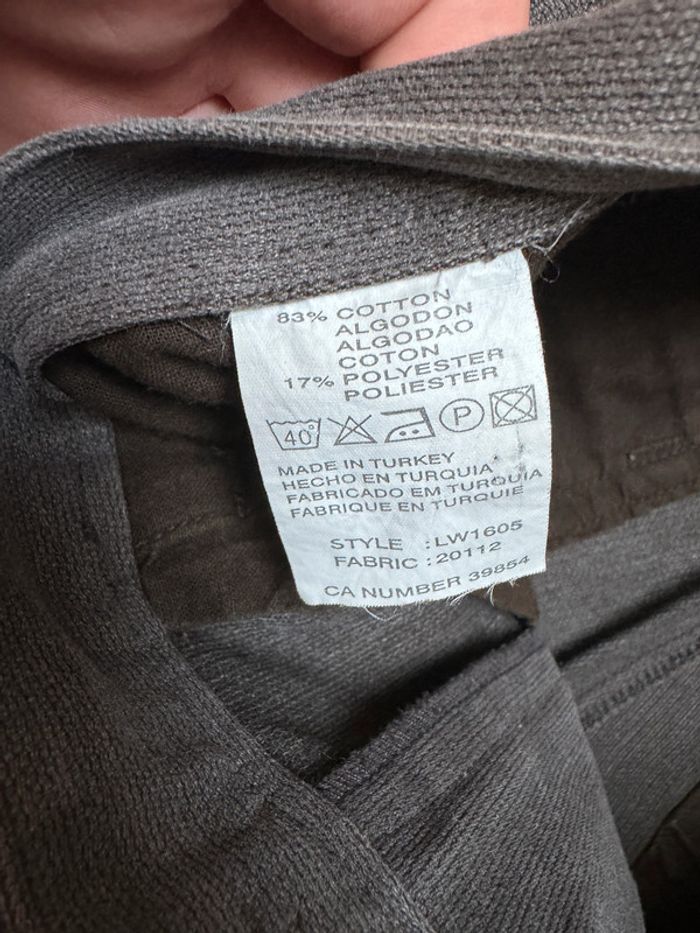 83% COTTON
ALGODON
ALGODAO
COTON
17% POLYESTER
POLIESTER
40° P
MADE IN TURKEY
HECHO EN TURQUIA
FABRICADO EM TURQUIA
FABRIQUE EN TURQUIE
STYLE : LW1605
FABRIC : 20112
CA NUMBER 39854